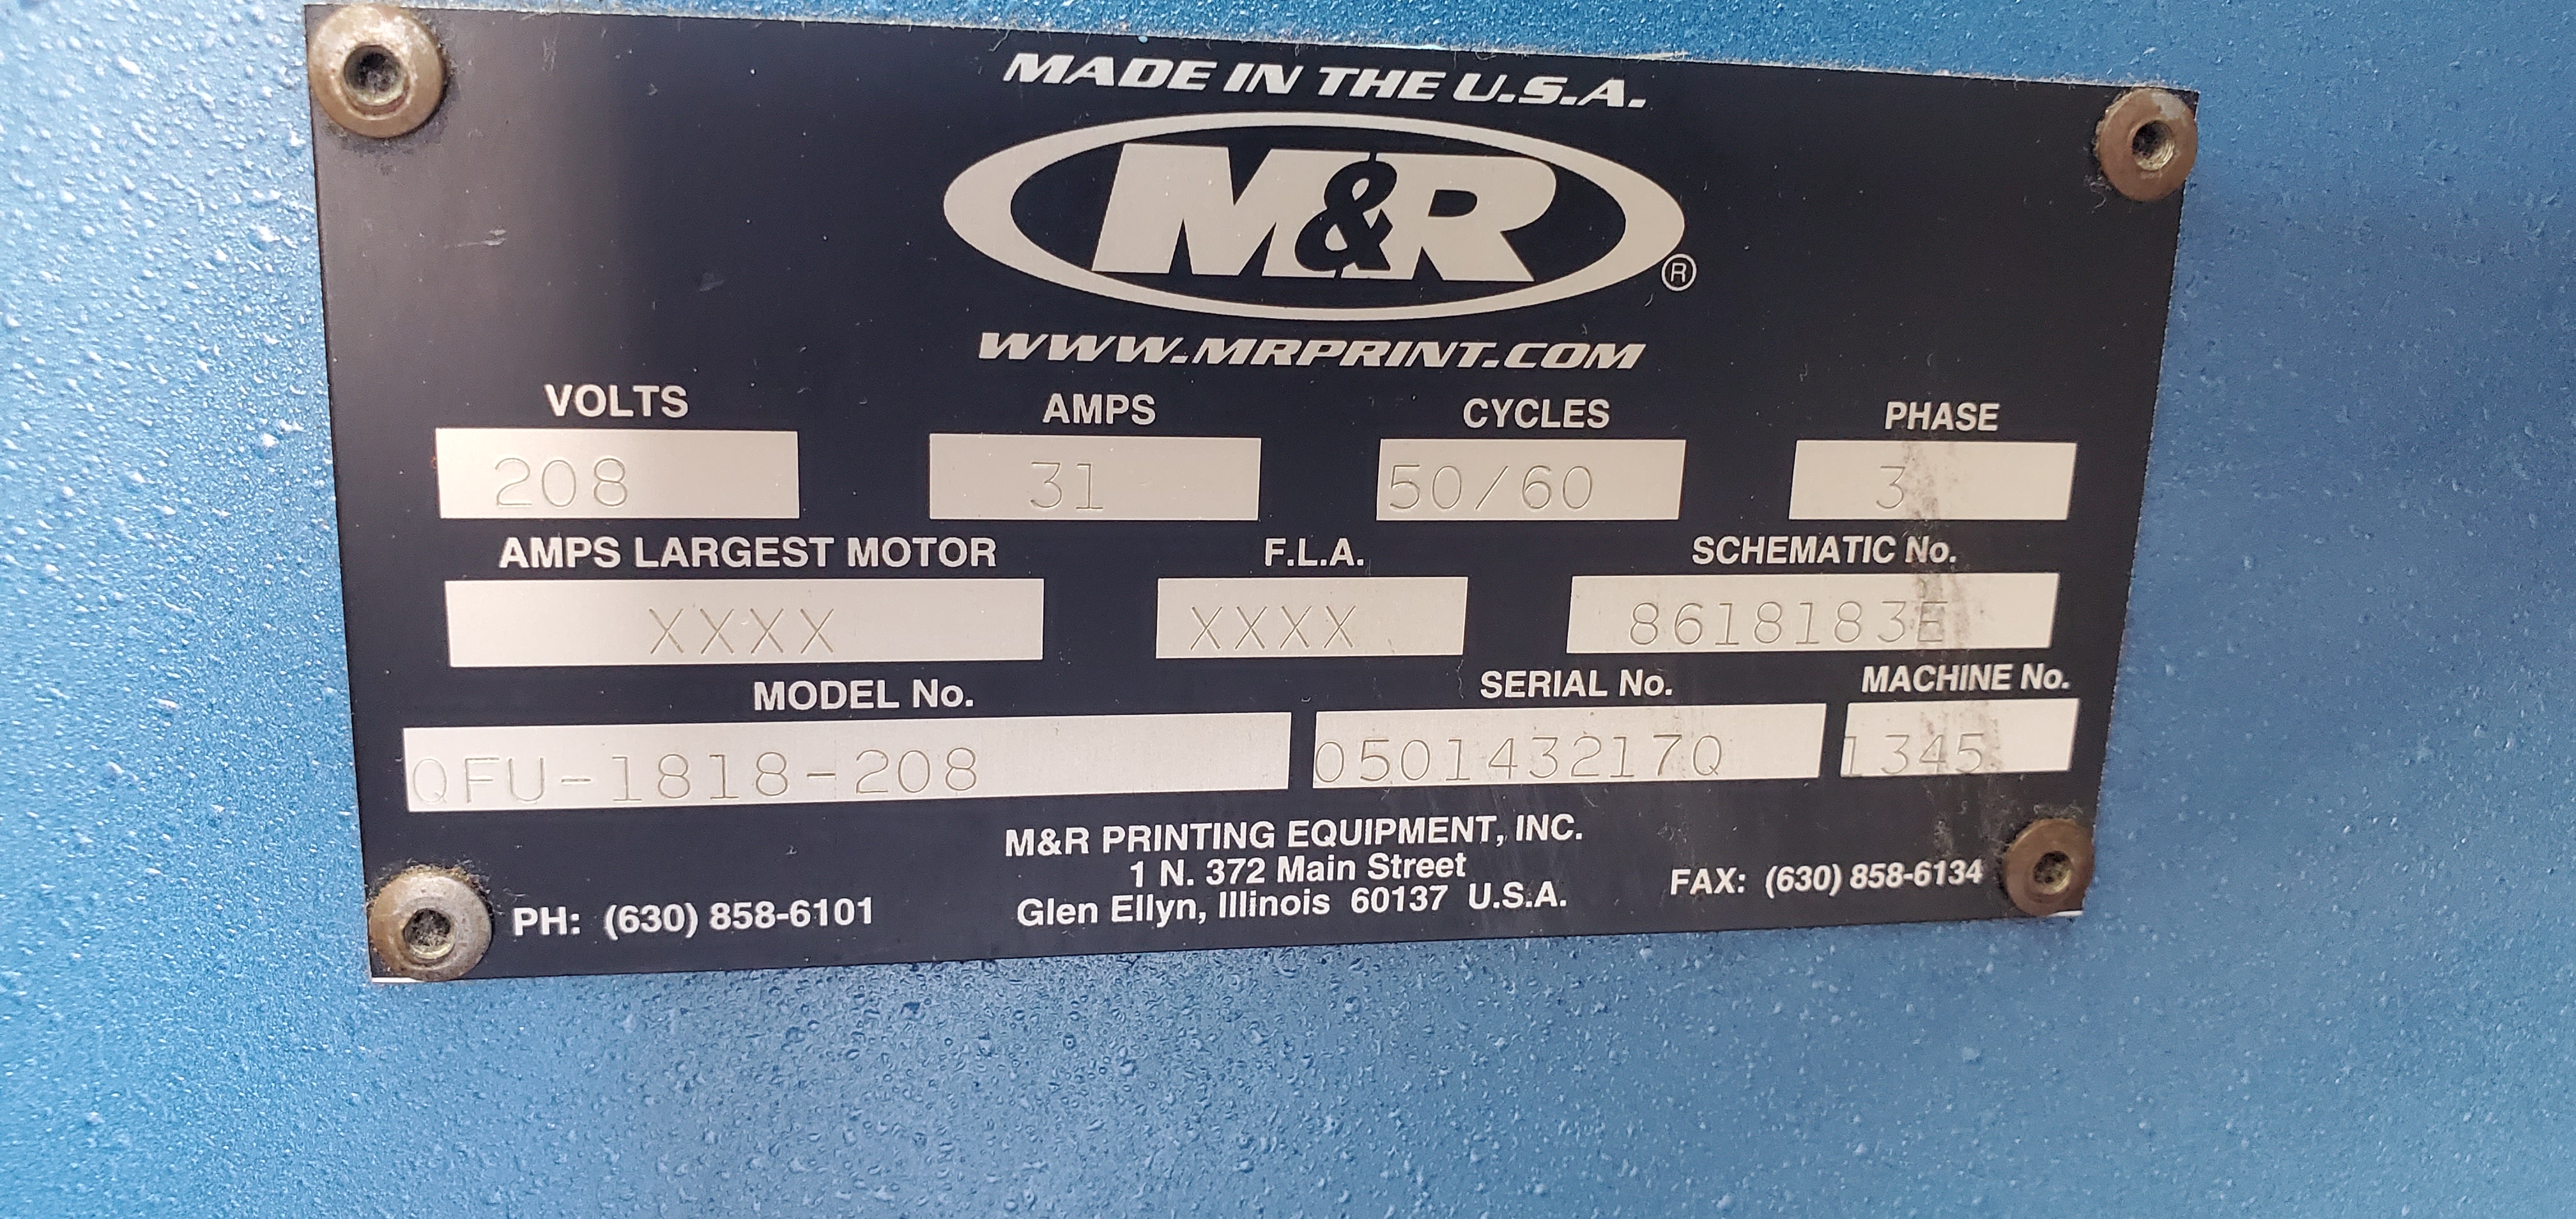 MADE IN THE U.S.A.
M&R®
WWW.MRPRINT.COM
VOLTS AMPS CYCLES PHASE
208 31 50/60 3
AMPS LARGEST MOTOR F.L.A. SCHEMATIC No.
XXXX XXXX 8618183E
MODEL No. SERIAL No. MACHINE No.
QFU-1818-208 050143217Q 1345
M&R PRINTING EQUIPMENT, INC.
1 N. 372 Main Street
Glen Ellyn, Illinois 60137 U.S.A.
PH: (630) 858-6101 FAX: (630) 858-6134